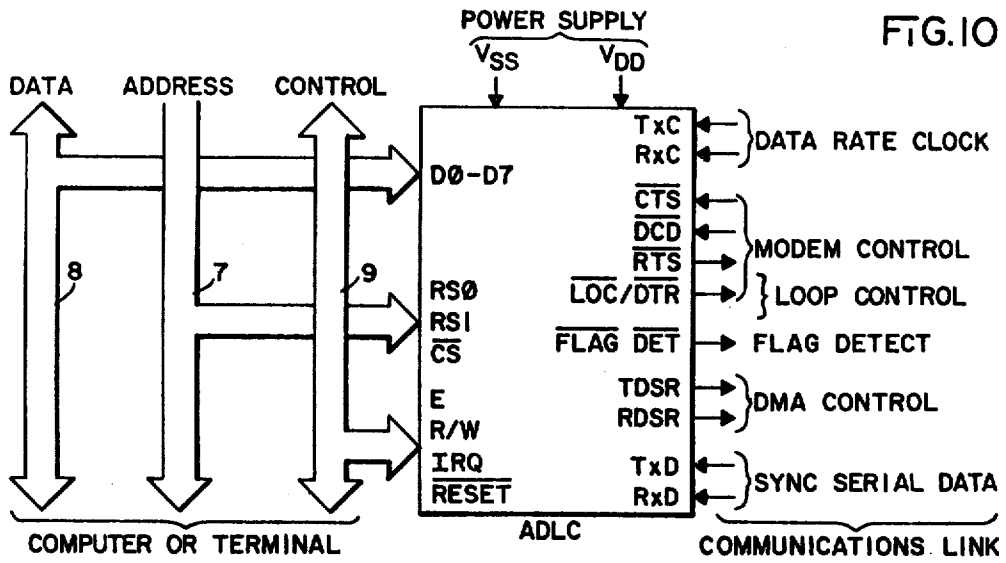 FIG.10
POWER SUPPLY
VSS VDD
DATA ADDRESS CONTROL
TxC
RxC
DATA RATE CLOCK
D0-D7
CTS
DCD
RTS
MODEM CONTROL
LOC/DTR
LOOP CONTROL
8 7 9
RS0
RS1
CS
FLAG DET
FLAG DETECT
E
R/W
IRQ
RESET
TDSR
RDSR
DMA CONTROL
TxD
RxD
SYNC SERIAL DATA
COMPUTER OR TERMINAL
ADLC
COMMUNICATIONS LINK